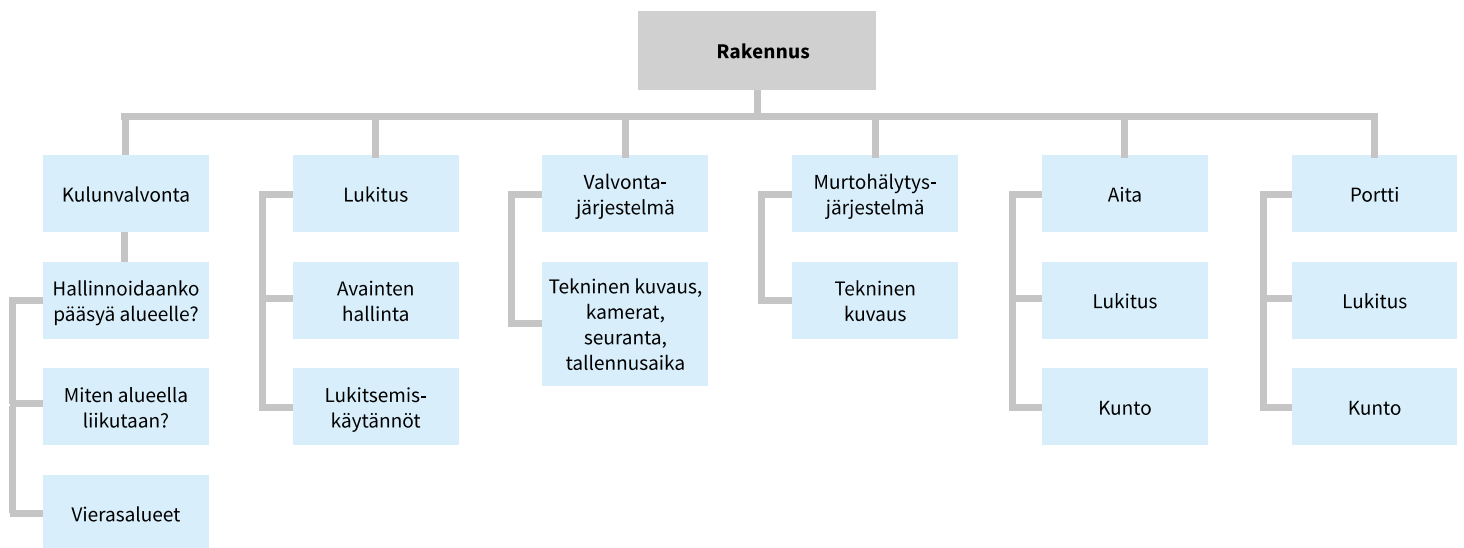 Rakennus
Kulunvalvonta
Hallinnoidaanko
pääsyä alueelle?
Miten alueella
liikutaan?
Vierasalueet
Lukitus
Avainten
hallinta
Lukitsemis-
käytännöt
Valvonta-
järjestelmä
Tekninen kuvaus,
kamerat,
seuranta,
tallennusaika
Murtohälytys-
järjestelmä
Tekninen
kuvaus
Aita
Lukitus
Kunto
Portti
Lukitus
Kunto